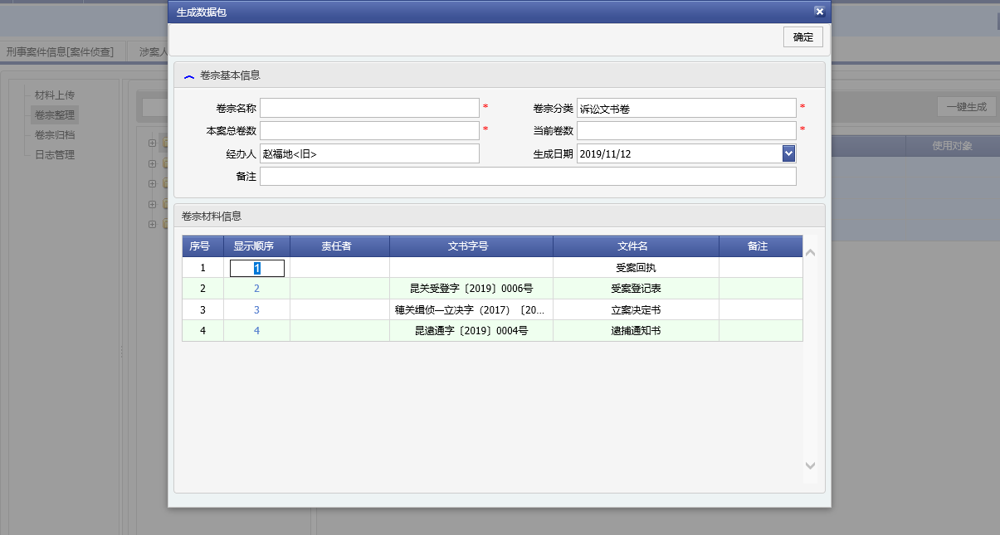 生成数据包
确定
刑事案件信息[案件侦查]
涉案人
材料上传
卷宗整理
卷宗归档
日志管理
一键生成
使用对象
卷宗基本信息
卷宗名称 * 卷宗分类 诉讼文书卷 *
本案总卷数 * 当前卷数 *
经办人 赵福地<旧> 生成日期 2019/11/12
备注
卷宗材料信息
序号 显示顺序 责任者 文书字号 文件名 备注
1 1 受案回执
2 2 昆关受登字〔2019〕0006号 受案登记表
3 3 穗关缉侦一立决字（2017）〔20... 立案决定书
4 4 昆逮通字〔2019〕0004号 逮捕通知书